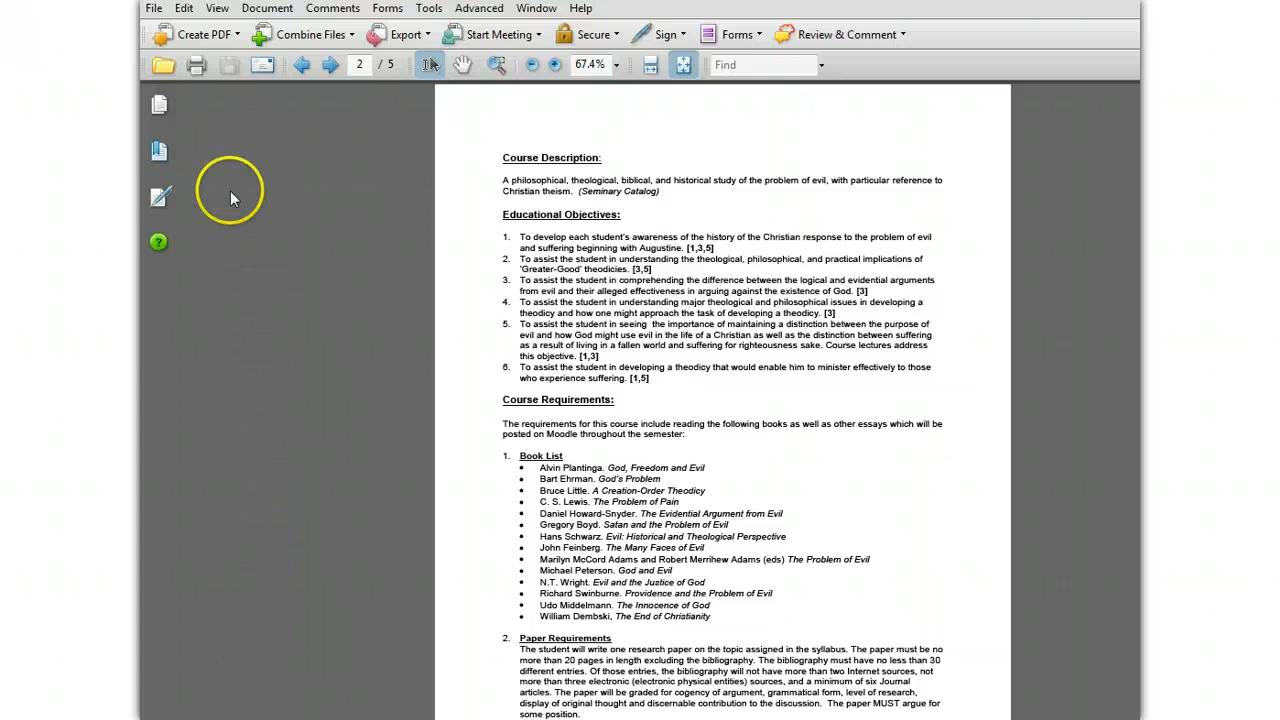 File Edit View Document Comments Forms Tools Advanced Window Help
Create PDF Combine Files Export Start Meeting Secure Sign Forms Review & Comment
2 / 5 67.4% Find
Course Description:
A philosophical, theological, biblical, and historical study of the problem of evil, with particular reference to
Christian theism. (Seminary Catalog)
Educational Objectives:
1. To develop each student's awareness of the history of the Christian response to the problem of evil
and suffering beginning with Augustine. [1,3,5]
2. To assist the student in understanding the theological, philosophical, and practical implications of
'Greater-Good' theodicies. [3,5]
3. To assist the student in comprehending the difference between the logical and evidential arguments
from evil and their alleged effectiveness in arguing against the existence of God. [3]
4. To assist the student in understanding major theological and philosophical issues in developing a
theodicy and how one might approach the task of developing a theodicy. [3]
5. To assist the student in seeing the importance of maintaining a distinction between the purpose of
evil and how God might use evil in the life of a Christian as well as the distinction between suffering
as a result of living in a fallen world and suffering for righteousness sake. Course lectures address
this objective. [1,3]
6. To assist the student in developing a theodicy that would enable him to minister effectively to those
who experience suffering. [1,5]
Course Requirements:
The requirements for this course include reading the following books as well as other essays which will be
posted on Moodle throughout the semester:
1. Book List
• Alvin Plantinga. God, Freedom and Evil
• Bart Ehrman. God's Problem
• Bruce Little. A Creation-Order Theodicy
• C. S. Lewis. The Problem of Pain
• Daniel Howard-Snyder. The Evidential Argument from Evil
• Gregory Boyd. Satan and the Problem of Evil
• Hans Schwarz. Evil: Historical and Theological Perspective
• John Feinberg. The Many Faces of Evil
• Marilyn McCord Adams and Robert Merrihew Adams (eds) The Problem of Evil
• Michael Peterson. God and Evil
• N.T. Wright. Evil and the Justice of God
• Richard Swinburne. Providence and the Problem of Evil
• Udo Middelmann. The Innocence of God
• William Dembski, The End of Christianity
2. Paper Requirements
The student will write one research paper on the topic assigned in the syllabus. The paper must be no
more than 20 pages in length excluding the bibliography. The bibliography must have no less than 30
different entries. Of those entries, the bibliography will not have more than two Internet sources, not
more than three electronic (electronic physical entities) sources, and a minimum of six Journal
articles. The paper will be graded for cogency of argument, grammatical form, level of research,
display of original thought and discernable contribution to the discussion. The paper MUST argue for
some position.